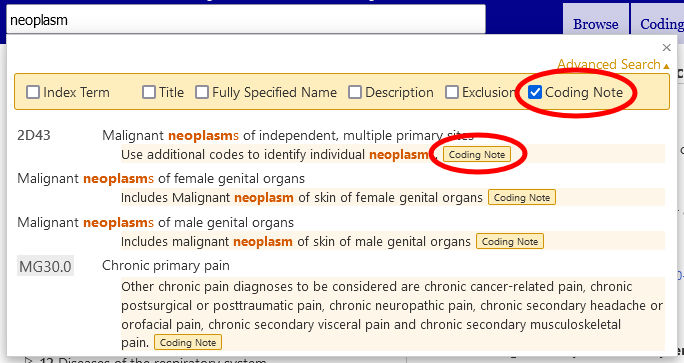 neoplasm
Browse
Coding
×
Advanced Search▲
Index Term Title Fully Specified Name Description Exclusion Coding Note
2D43 Malignant neoplasms of independent, multiple primary sites
Use additional codes to identify individual neoplasm Coding Note
Malignant neoplasms of female genital organs
Includes Malignant neoplasm of skin of female genital organs Coding Note
Malignant neoplasms of male genital organs
Includes malignant neoplasm of skin of male genital organs Coding Note
MG30.0 Chronic primary pain
Other chronic pain diagnoses to be considered are chronic cancer-related pain, chronic
postsurgical or posttraumatic pain, chronic neuropathic pain, chronic secondary headache or
orofacial pain, chronic secondary visceral pain and chronic secondary musculoskeletal
pain. Coding Note
12 Diseases of the respiratory system